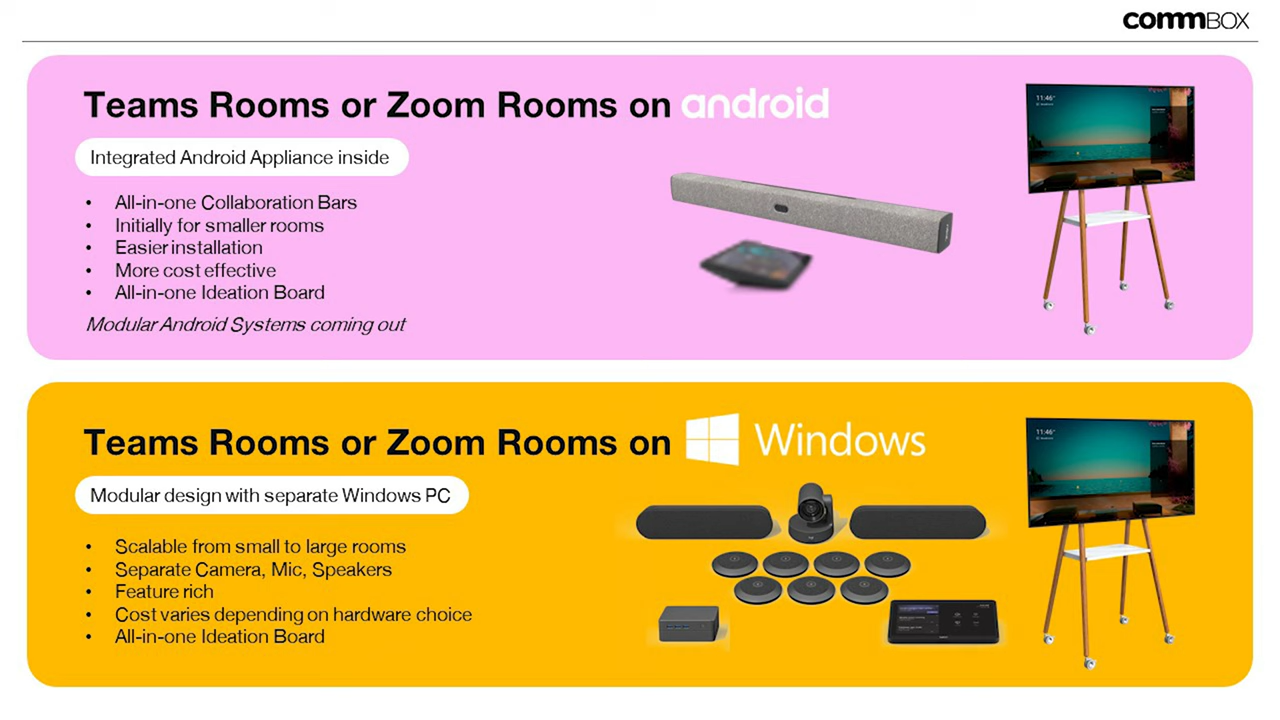 commBOX
Teams Rooms or Zoom Rooms on android
Integrated Android Appliance inside
• All-in-one Collaboration Bars
• Initially for smaller rooms
• Easier installation
• More cost effective
• All-in-one Ideation Board
Modular Android Systems coming out
11:46
Teams Rooms or Zoom Rooms on Windows
Modular design with separate Windows PC
• Scalable from small to large rooms
• Separate Camera, Mic, Speakers
• Feature rich
• Cost varies depending on hardware choice
• All-in-one Ideation Board
11:46